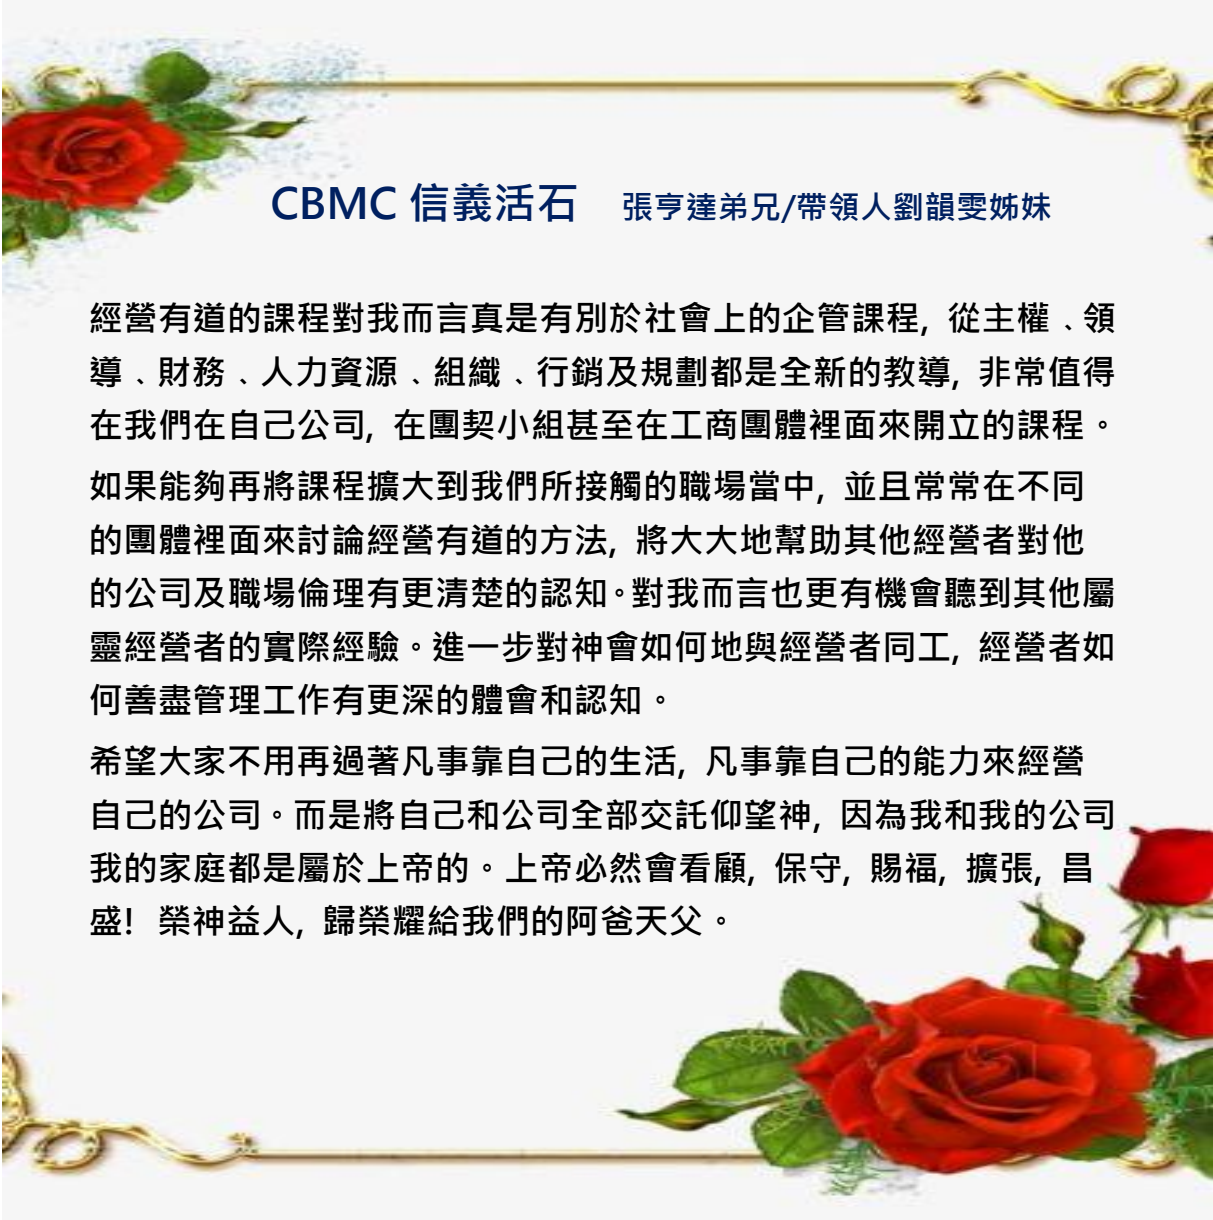 CBMC 信義活石 張亨達弟兄/帶領人劉韻雯姊妹
經營有道的課程對我而言真是有別於社會上的企管課程, 從主權﹑領
導﹑財務﹑人力資源﹑組織﹑行銷及規劃都是全新的教導, 非常值得
在我們在自己公司, 在團契小組甚至在工商團體裡面來開立的課程。
如果能夠再將課程擴大到我們所接觸的職場當中, 並且常常在不同
的團體裡面來討論經營有道的方法, 將大大地幫助其他經營者對他
的公司及職場倫理有更清楚的認知。對我而言也更有機會聽到其他屬
靈經營者的實際經驗。進一步對神會如何地與經營者同工, 經營者如
何善盡管理工作有更深的體會和認知。
希望大家不用再過著凡事靠自己的生活, 凡事靠自己的能力來經營
自己的公司。而是將自己和公司全部交託仰望神, 因為我和我的公司
我的家庭都是屬於上帝的。上帝必然會看顧, 保守, 賜福, 擴張, 昌
盛! 榮神益人, 歸榮耀給我們的阿爸天父。